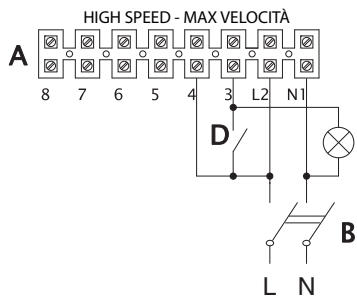 HIGH SPEED - MAX VELOCITÀ
A
8 7 6 5 4 3 L2 N1
D
B
L N